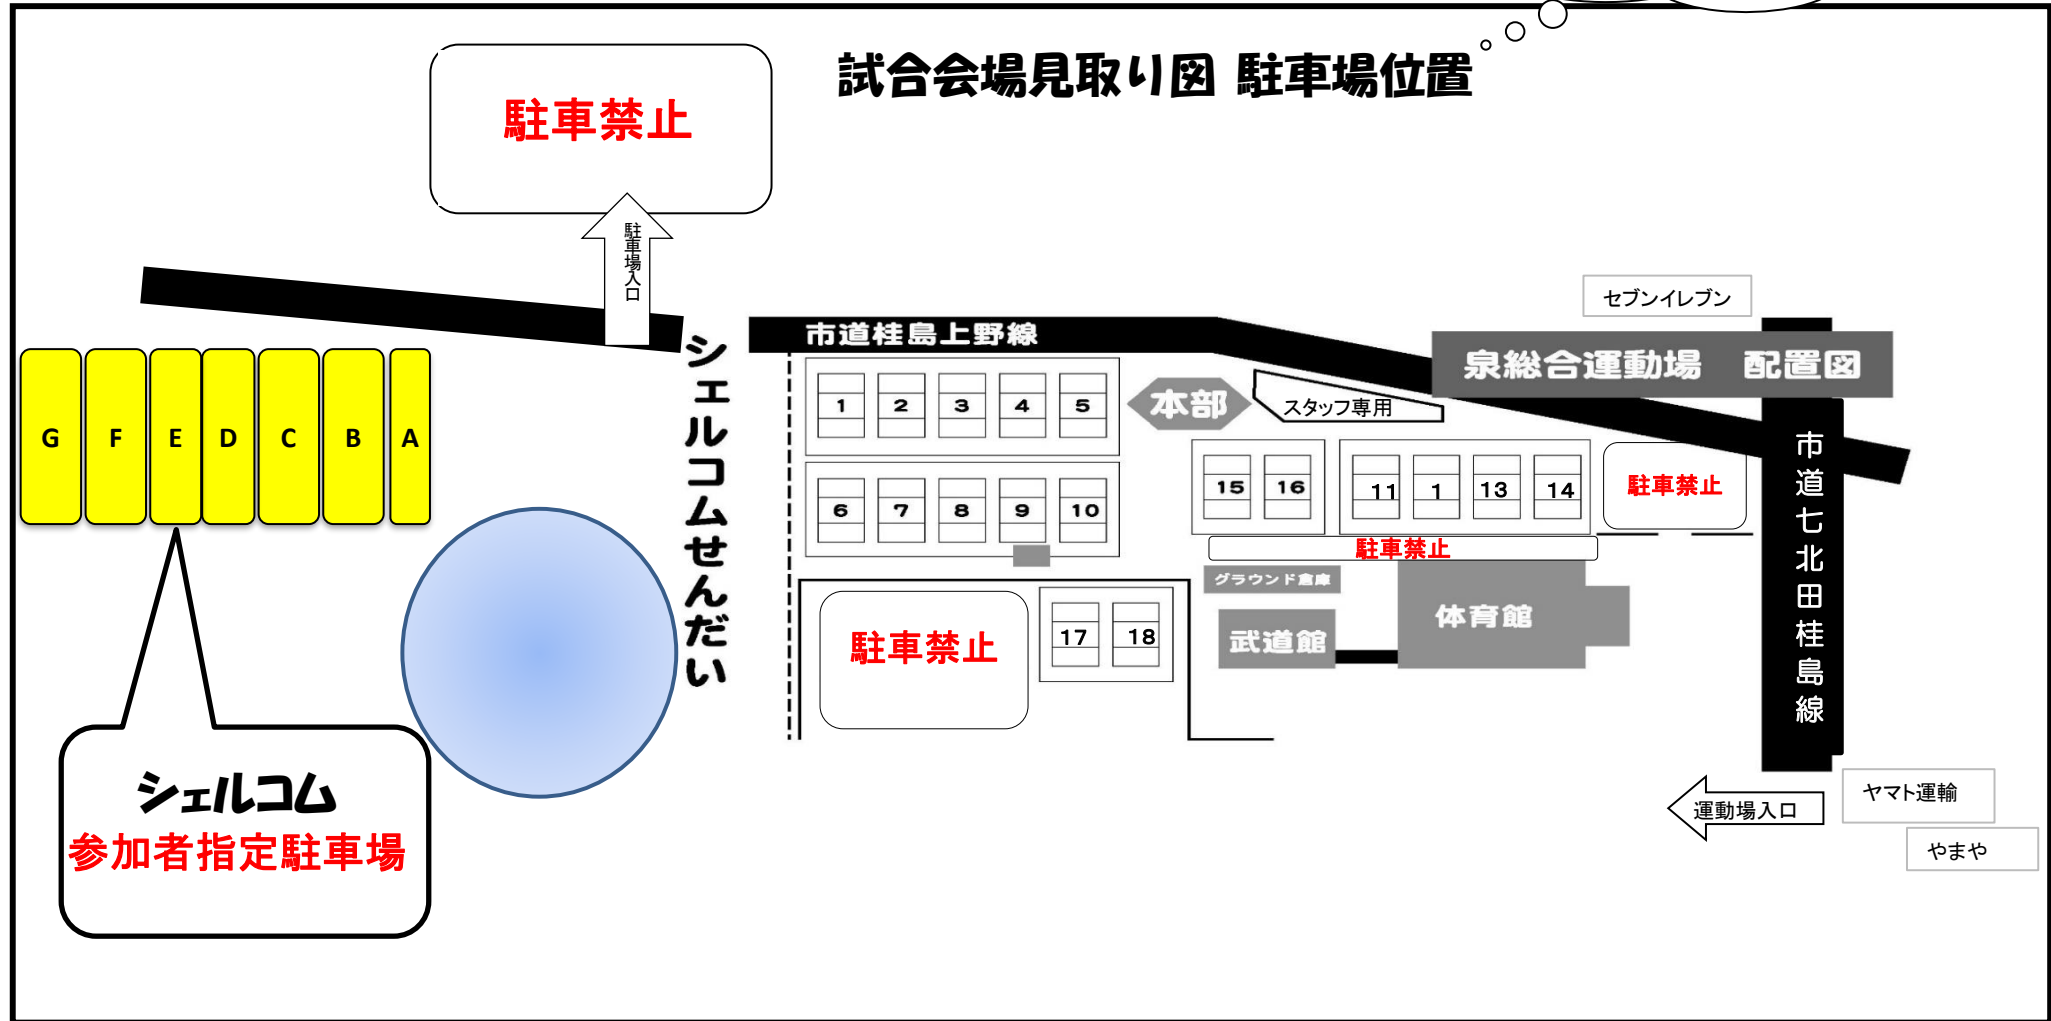 試合会場見取り図 駐車場位置
駐車禁止
駐車場入口
セブンイレブン
市道桂島上野線
泉総合運動場 配置図
シェルコムせんだい
G F E D C B A
1 2 3 4 5
本部
スタッフ専用
市道七北田桂島線
6 7 8 9 10
15 16 11 1 13 14
駐車禁止
駐車禁止
グラウンド倉庫
体育館
武道館
駐車禁止
17 18
シェルコム
参加者指定駐車場
運動場入口
ヤマト運輸
やまや